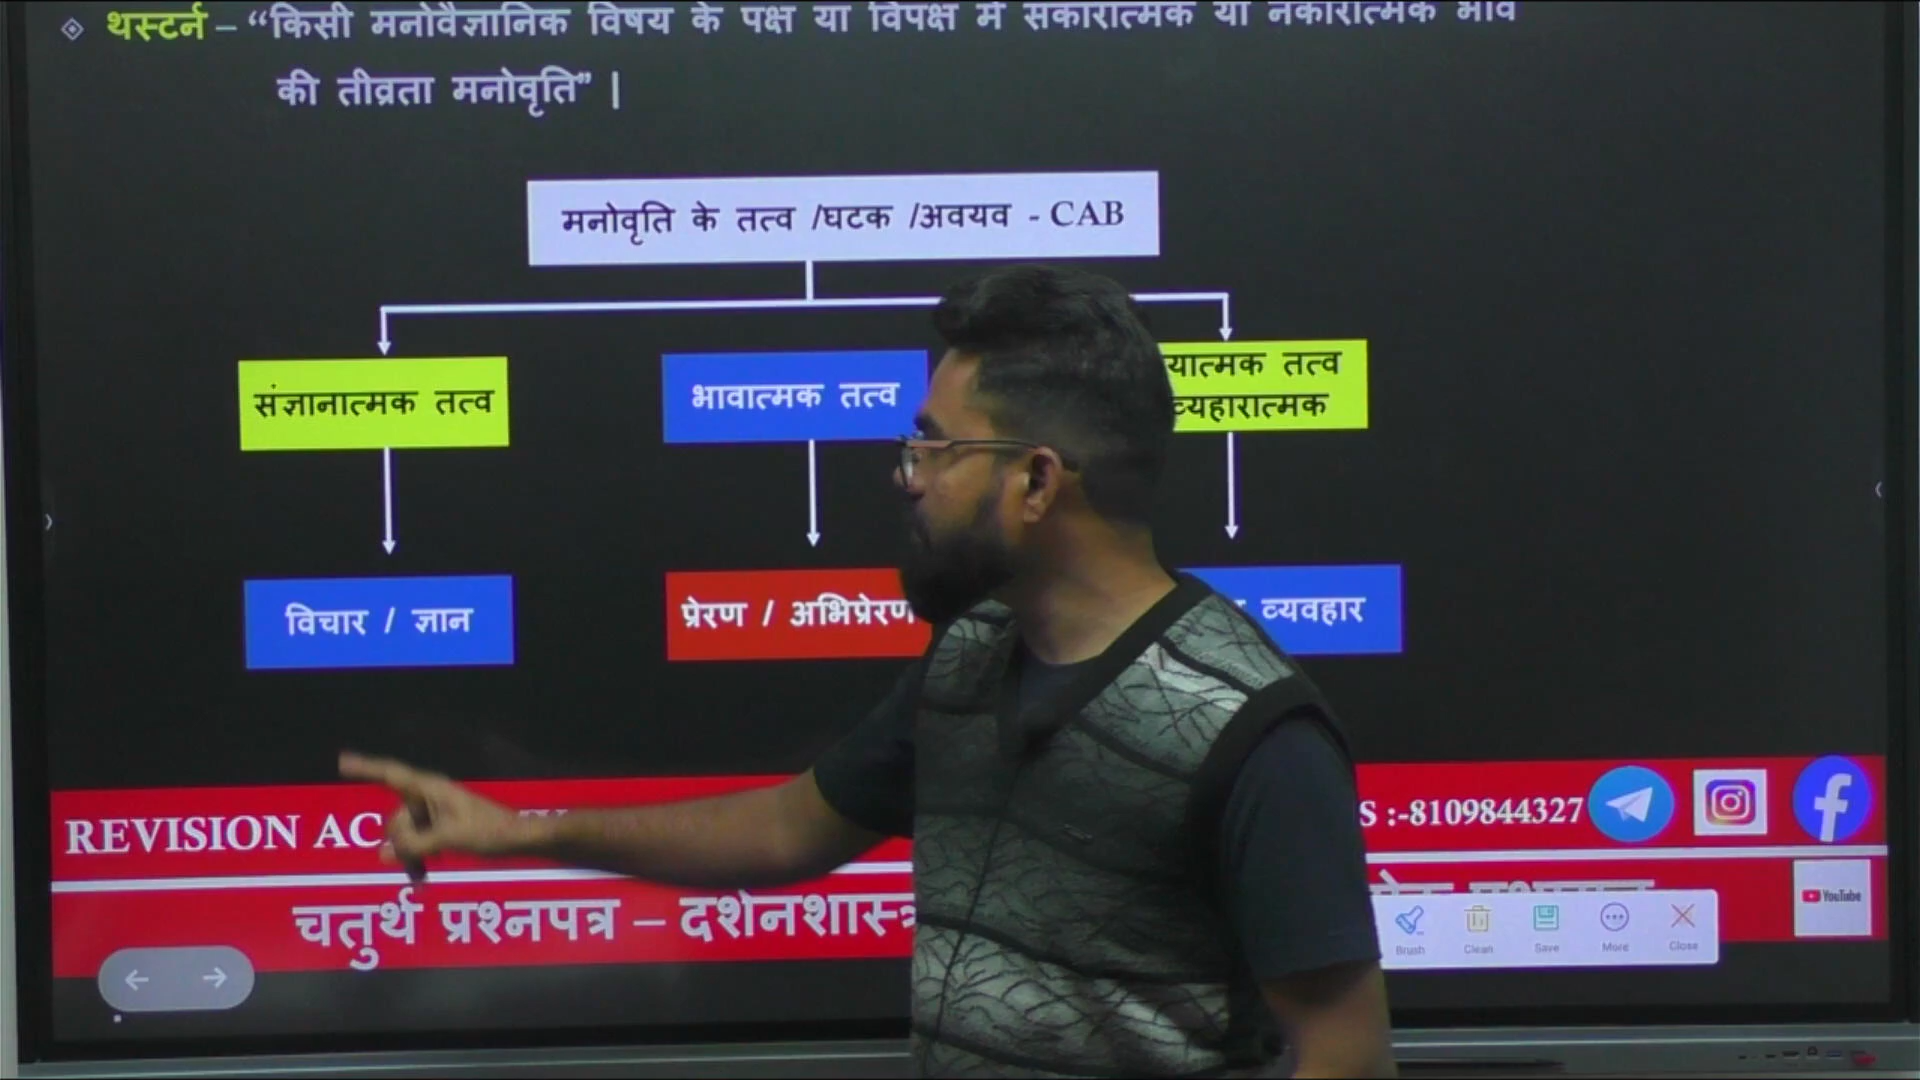 थर्स्टन – “किसी मनोवैज्ञानिक विषय के पक्ष या विपक्ष में सकारात्मक या नकारात्मक भाव
की तीव्रता मनोवृति” |
मनोवृति के तत्व /घटक /अवयव - CAB
संज्ञानात्मक तत्व
भावात्मक तत्व
यात्मक तत्व
व्यहारात्मक
विचार / ज्ञान
प्रेरण / अभिप्रेरण
व्यवहार
REVISION AC
S :-8109844327
चतुर्थ प्रश्नपत्र – दर्शनशास्त्र
YouTube
Brush
Clean
Save
More
Close